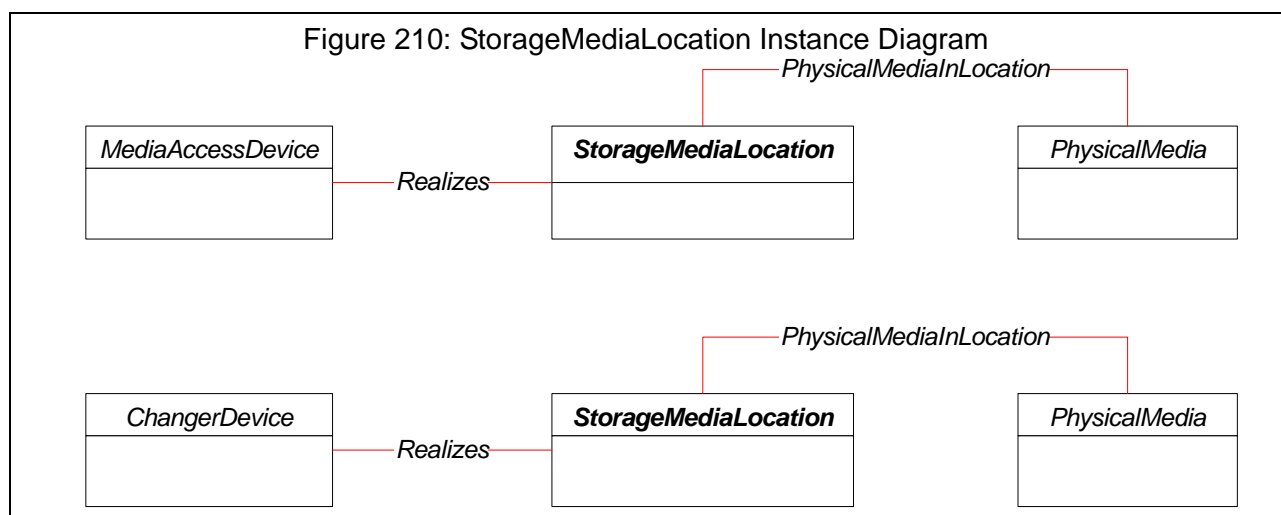 Figure 210: StorageMediaLocation Instance Diagram
PhysicalMediaInLocation
MediaAccessDevice
StorageMediaLocation
PhysicalMedia
Realizes
PhysicalMediaInLocation
ChangerDevice
StorageMediaLocation
PhysicalMedia
Realizes